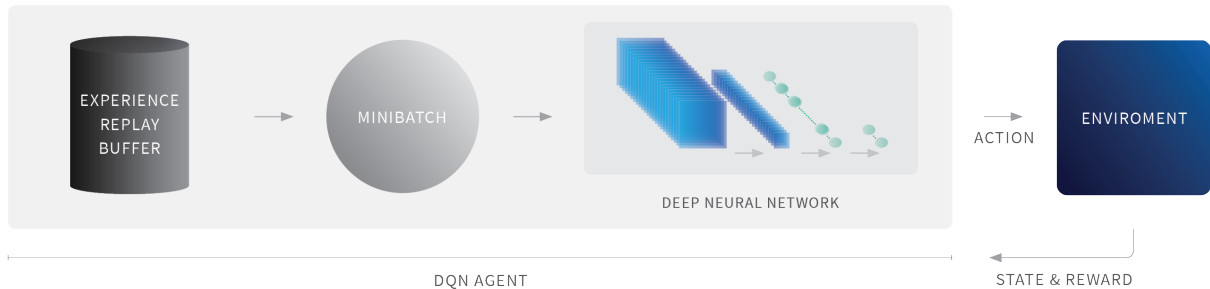 EXPERIENCE
REPLAY
BUFFER
MINIBATCH
DEEP NEURAL NETWORK
ACTION
ENVIROMENT
DQN AGENT
STATE & REWARD